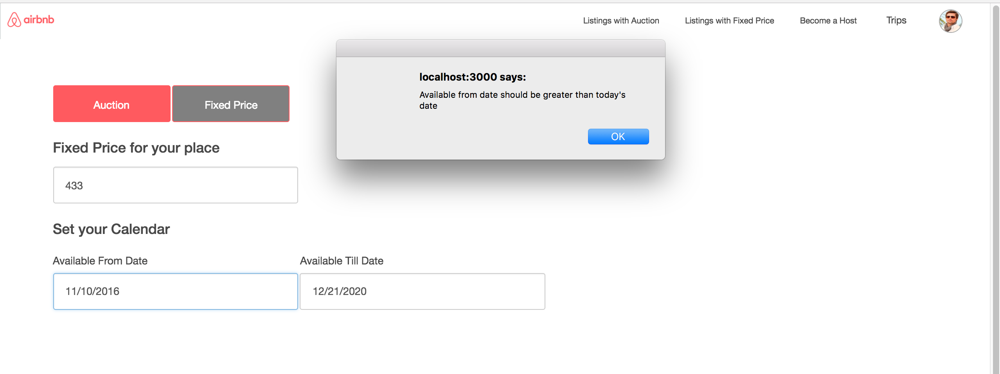 airbnb
Listings with Auction
Listings with Fixed Price
Become a Host
Trips
localhost:3000 says:
Available from date should be greater than today's
date
OK
Auction
Fixed Price
Fixed Price for your place
433
Set your Calendar
Available From Date
Available Till Date
11/10/2016
12/21/2020